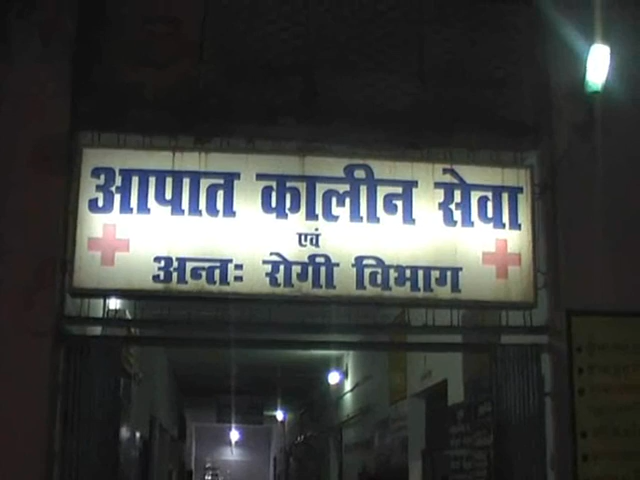 आपात कालीन सेवा
एवं
अन्तः रोगी विभाग